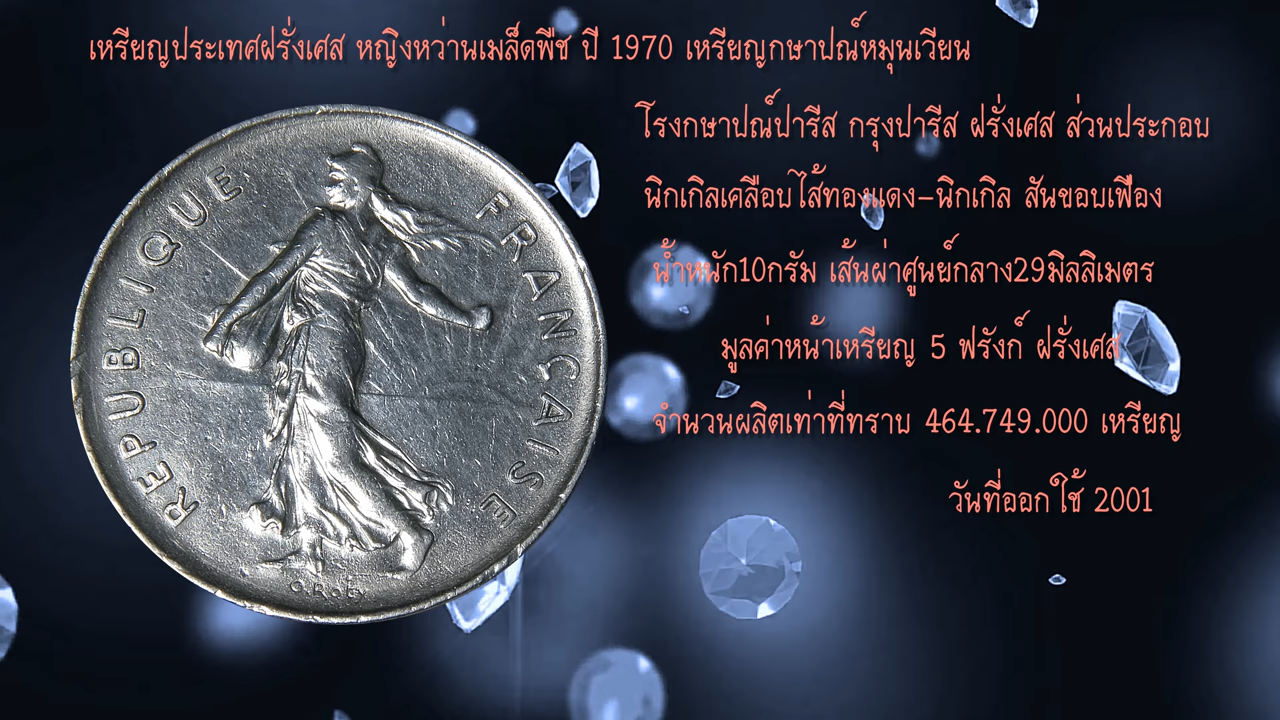 เหรียญประเทศฝรั่งเศส หญิงหว่านเมล็ดพืช ปี 1970 เหรียญกษาปณ์หมุนเวียน
โรงกษาปณ์ปารีส กรุงปารีส ฝรั่งเศส ส่วนประกอบ
นิกเกิลเคลือบไส้ทองแดง-นิกเกิล สันขอบเฟือง
น้ำหนัก10กรัม เส้นผ่าศูนย์กลาง29มิลลิเมตร
มูลค่าหน้าเหรียญ 5 ฟรังก์ ฝรั่งเศส
จำนวนผลิตเท่าที่ทราบ 464.749.000 เหรียญ
วันที่ออกใช้ 2001
REPUBLIQUE FRANÇAISE
O. Roty